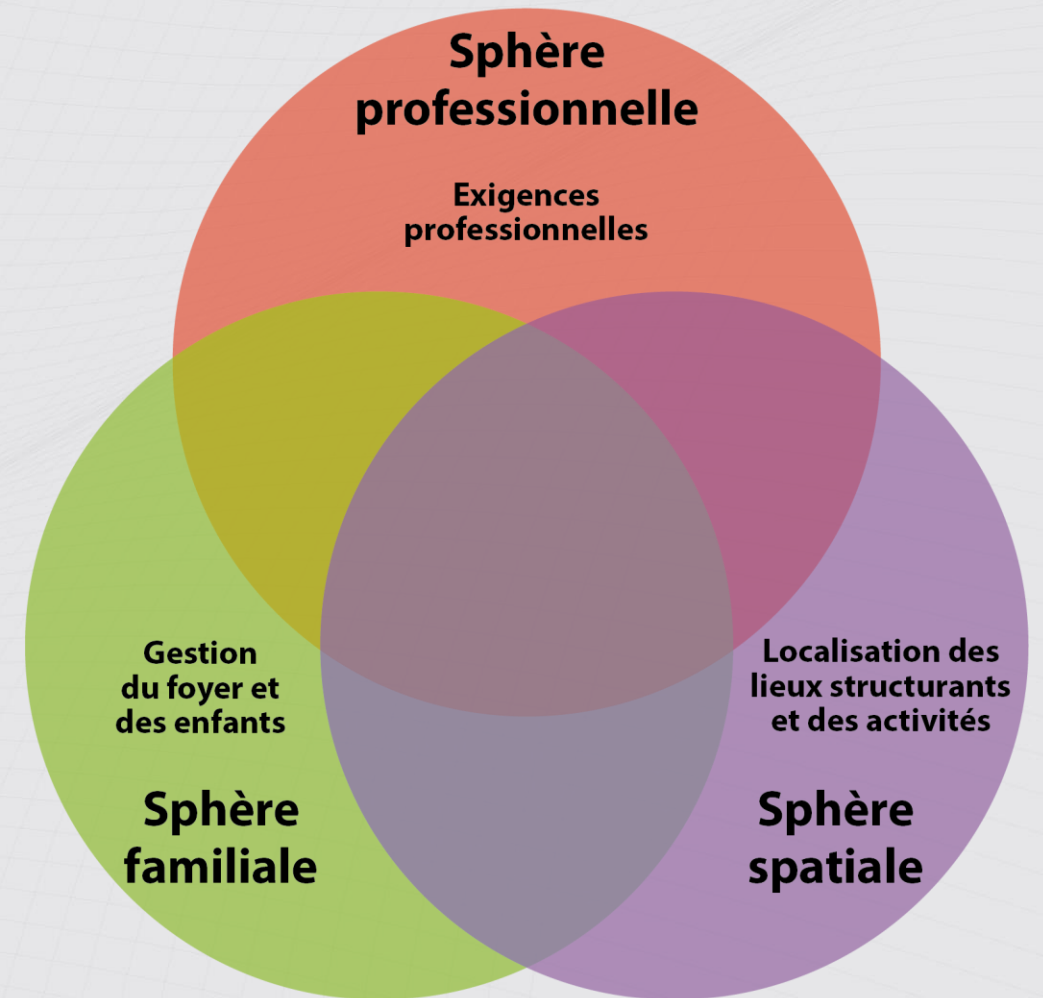 Sphère
professionnelle
Exigences
professionnelles
Gestion
du foyer et
des enfants
Sphère
familiale
Localisation des
lieux structurants
et des activités
Sphère
spatiale